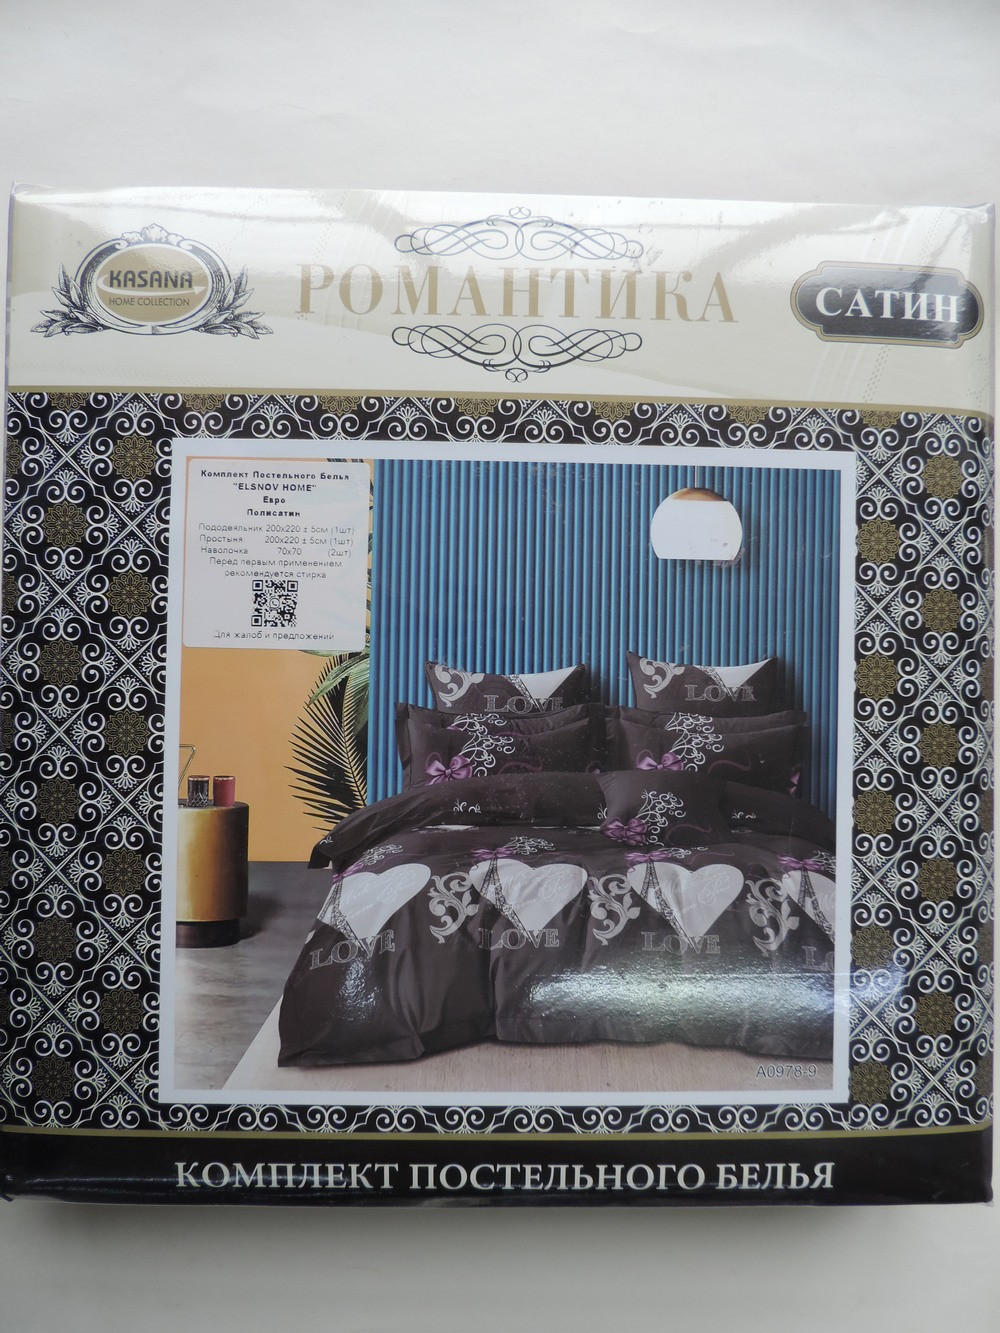 KASANA
HOME COLLECTION
РОМАНТИКА
САТИН
Комплект Постельного Белья
"ELSNOV HOME"
Евро
Полисатин
Пододеяльник 200x220 ± 5см (1шт)
Простыня 200x220 ± 5см (1шт)
Наволочка 70x70 (2шт)
Перед первым применением
рекомендуется стирка
Для жалоб и предложений
LOVE
LOVE
LOVE
LOVE
LOVE
LO
A0978-9
КОМПЛЕКТ ПОСТЕЛЬНОГО БЕЛЬЯ